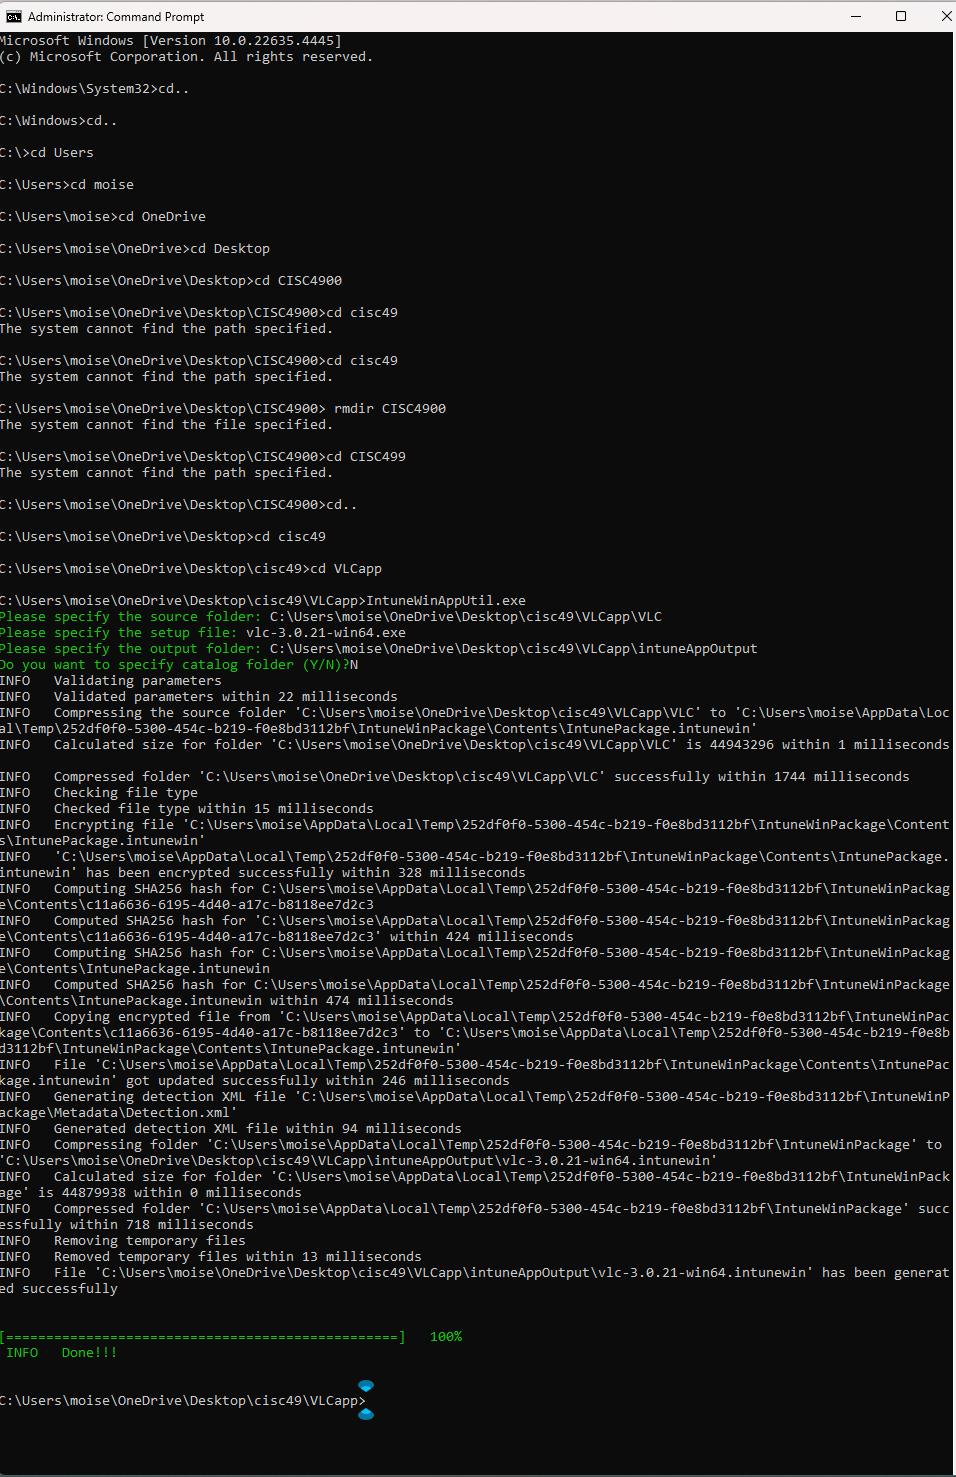 Administrator: Command Prompt
Microsoft Windows [Version 10.0.22635.4445]
(c) Microsoft Corporation. All rights reserved.
C:\Windows\System32>cd..
C:\Windows>cd..
C:\>cd Users
C:\Users>cd moise
C:\Users\moise>cd OneDrive
C:\Users\moise\OneDrive>cd Desktop
C:\Users\moise\OneDrive\Desktop>cd CISC4900
C:\Users\moise\OneDrive\Desktop\CISC4900>cd cisc49
The system cannot find the path specified.
C:\Users\moise\OneDrive\Desktop\CISC4900>cd cisc49
The system cannot find the path specified.
C:\Users\moise\OneDrive\Desktop\CISC4900> rmdir CISC4900
The system cannot find the file specified.
C:\Users\moise\OneDrive\Desktop\CISC4900>cd CISC499
The system cannot find the path specified.
C:\Users\moise\OneDrive\Desktop\CISC4900>cd..
C:\Users\moise\OneDrive\Desktop>cd cisc49
C:\Users\moise\OneDrive\Desktop\cisc49>cd VLCapp
C:\Users\moise\OneDrive\Desktop\cisc49\VLCapp>IntuneWinAppUtil.exe
Please specify the source folder: C:\Users\moise\OneDrive\Desktop\cisc49\VLCapp\VLC
Please specify the setup file: vlc-3.0.21-win64.exe
Please specify the output folder: C:\Users\moise\OneDrive\Desktop\cisc49\VLCapp\intuneAppOutput
Do you want to specify catalog folder (Y/N)?N
INFO   Validating parameters
INFO   Validated parameters within 22 milliseconds
INFO   Compressing the source folder 'C:\Users\moise\OneDrive\Desktop\cisc49\VLCapp\VLC' to 'C:\Users\moise\AppData\Loc
al\Temp\252df0f0-5300-454c-b219-f0e8bd3112bf\IntuneWinPackage\Contents\IntunePackage.intunewin'
INFO   Calculated size for folder 'C:\Users\moise\OneDrive\Desktop\cisc49\VLCapp\VLC' is 44943296 within 1 milliseconds
INFO   Compressed folder 'C:\Users\moise\OneDrive\Desktop\cisc49\VLCapp\VLC' successfully within 1744 milliseconds
INFO   Checking file type
INFO   Checked file type within 15 milliseconds
INFO   Encrypting file 'C:\Users\moise\AppData\Local\Temp\252df0f0-5300-454c-b219-f0e8bd3112bf\IntuneWinPackage\Content
s\IntunePackage.intunewin'
INFO   'C:\Users\moise\AppData\Local\Temp\252df0f0-5300-454c-b219-f0e8bd3112bf\IntuneWinPackage\Contents\IntunePackage.
intunewin' has been encrypted successfully within 328 milliseconds
INFO   Computing SHA256 hash for C:\Users\moise\AppData\Local\Temp\252df0f0-5300-454c-b219-f0e8bd3112bf\IntuneWinPackag
e\Contents\c11a6636-6195-4d40-a17c-b8118ee7d2c3
INFO   Computed SHA256 hash for 'C:\Users\moise\AppData\Local\Temp\252df0f0-5300-454c-b219-f0e8bd3112bf\IntuneWinPackag
e\Contents\c11a6636-6195-4d40-a17c-b8118ee7d2c3' within 424 milliseconds
INFO   Computing SHA256 hash for C:\Users\moise\AppData\Local\Temp\252df0f0-5300-454c-b219-f0e8bd3112bf\IntuneWinPackag
e\Contents\IntunePackage.intunewin
INFO   Computed SHA256 hash for C:\Users\moise\AppData\Local\Temp\252df0f0-5300-454c-b219-f0e8bd3112bf\IntuneWinPackage
\Contents\IntunePackage.intunewin within 474 milliseconds
INFO   Copying encrypted file from 'C:\Users\moise\AppData\Local\Temp\252df0f0-5300-454c-b219-f0e8bd3112bf\IntuneWinPac
kage\Contents\c11a6636-6195-4d40-a17c-b8118ee7d2c3' to 'C:\Users\moise\AppData\Local\Temp\252df0f0-5300-454c-b219-f0e8b
d3112bf\IntuneWinPackage\Contents\IntunePackage.intunewin'
INFO   File 'C:\Users\moise\AppData\Local\Temp\252df0f0-5300-454c-b219-f0e8bd3112bf\IntuneWinPackage\Contents\IntunePac
kage.intunewin' got updated successfully within 246 milliseconds
INFO   Generating detection XML file 'C:\Users\moise\AppData\Local\Temp\252df0f0-5300-454c-b219-f0e8bd3112bf\IntuneWinP
ackage\Metadata\Detection.xml'
INFO   Generated detection XML file within 94 milliseconds
INFO   Compressing folder 'C:\Users\moise\AppData\Local\Temp\252df0f0-5300-454c-b219-f0e8bd3112bf\IntuneWinPackage' to
'C:\Users\moise\OneDrive\Desktop\cisc49\VLCapp\intuneAppOutput\vlc-3.0.21-win64.intunewin'
INFO   Calculated size for folder 'C:\Users\moise\AppData\Local\Temp\252df0f0-5300-454c-b219-f0e8bd3112bf\IntuneWinPack
age' is 44879938 within 0 milliseconds
INFO   Compressed folder 'C:\Users\moise\AppData\Local\Temp\252df0f0-5300-454c-b219-f0e8bd3112bf\IntuneWinPackage' succ
essfully within 718 milliseconds
INFO   Removing temporary files
INFO   Removed temporary files within 13 milliseconds
INFO   File 'C:\Users\moise\OneDrive\Desktop\cisc49\VLCapp\intuneAppOutput\vlc-3.0.21-win64.intunewin' has been generat
ed successfully
[=================================================]   100%
INFO   Done!!!
C:\Users\moise\OneDrive\Desktop\cisc49\VLCapp>